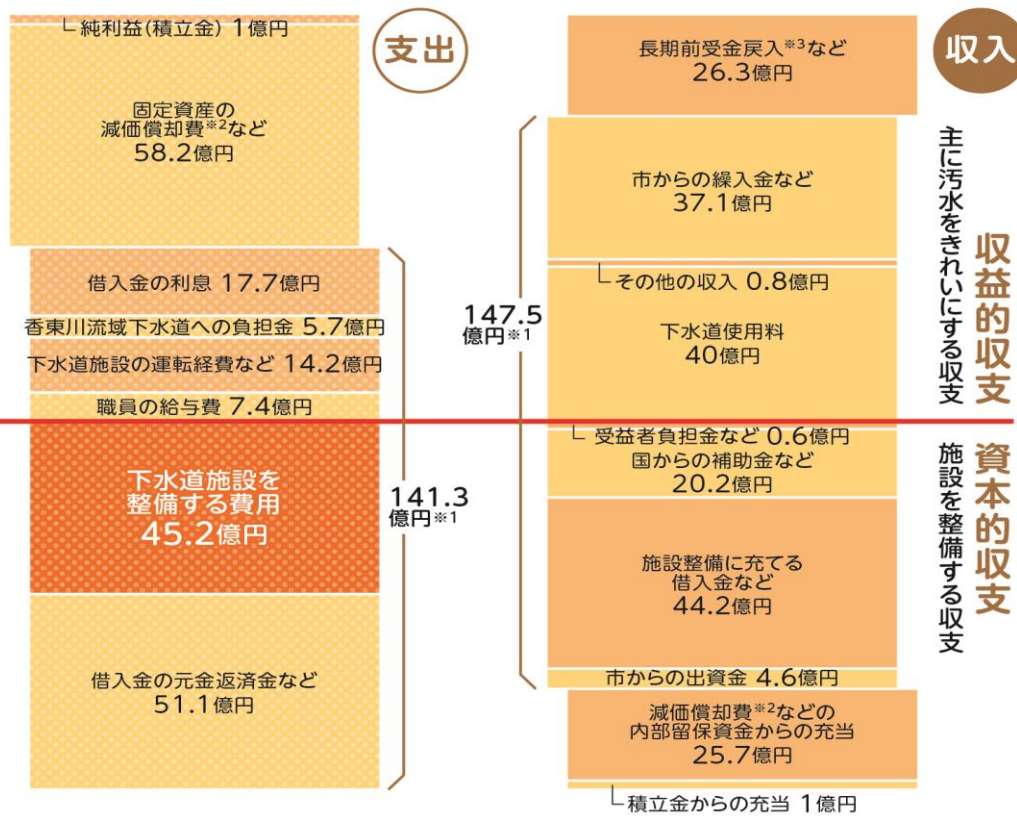 支出
└ 純利益(積立金) 1億円
固定資産の
減価償却費※2など
58.2億円
借入金の利息 17.7億円
香東川流域下水道への負担金 5.7億円
下水道施設の運転経費など 14.2億円
職員の給与費 7.4億円
下水道施設を
整備する費用
45.2億円
借入金の元金返済金など
51.1億円
141.3
億円※1
収入
長期前受金戻入※3など
26.3億円
市からの繰入金など
37.1億円
└ その他の収入 0.8億円
下水道使用料
40億円
147.5
億円※1
└ 受益者負担金など 0.6億円
国からの補助金など
20.2億円
施設整備に充てる
借入金など
44.2億円
市からの出資金 4.6億円
減価償却費※2などの
内部留保資金からの充当
25.7億円
└ 積立金からの充当 1億円
収益的収支
主に汚水をきれいにする収支
資本的収支
施設を整備する収支